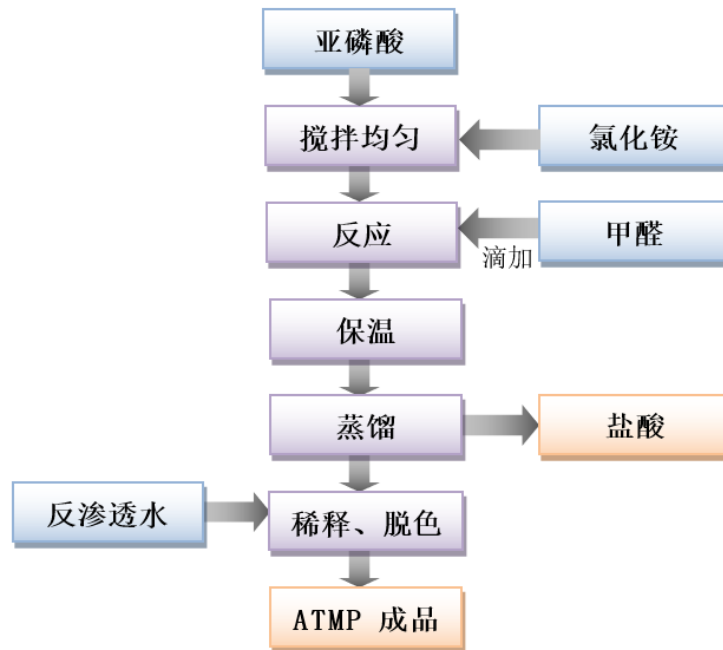 亚磷酸
搅拌均匀
氯化铵
反应
甲醛
滴加
保温
蒸馏
盐酸
反渗透水
稀释、脱色
ATMP 成品